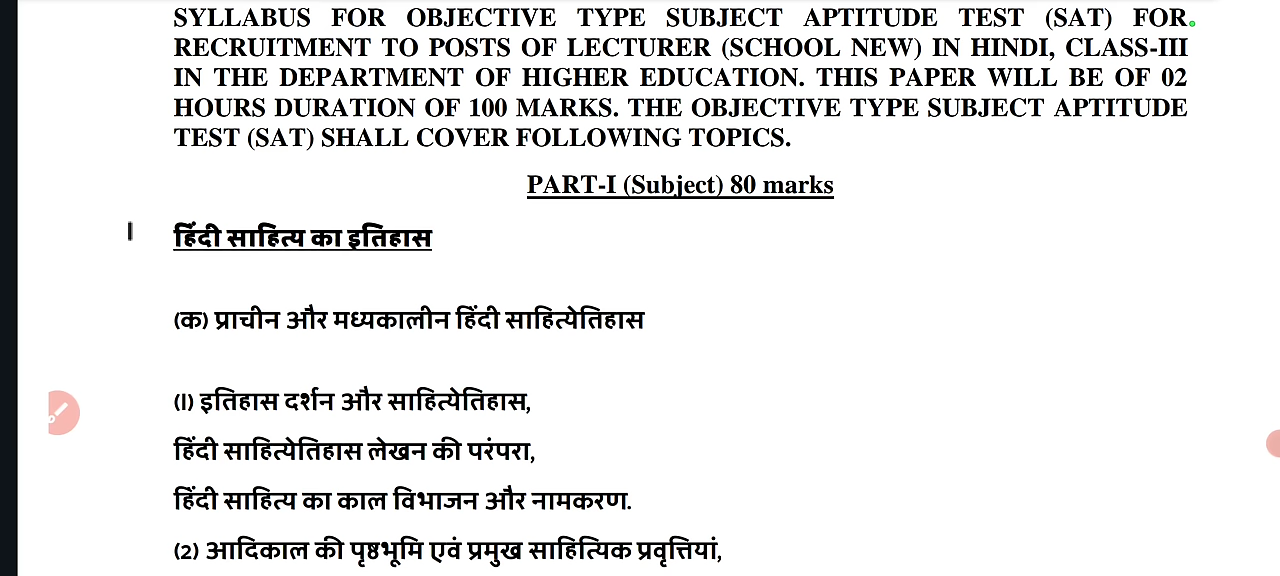 SYLLABUS FOR OBJECTIVE TYPE SUBJECT APTITUDE TEST (SAT) FOR
RECRUITMENT TO POSTS OF LECTURER (SCHOOL NEW) IN HINDI, CLASS-III
IN THE DEPARTMENT OF HIGHER EDUCATION. THIS PAPER WILL BE OF 02
HOURS DURATION OF 100 MARKS. THE OBJECTIVE TYPE SUBJECT APTITUDE
TEST (SAT) SHALL COVER FOLLOWING TOPICS.
PART-I (Subject) 80 marks
I हिंदी साहित्य का इतिहास
(क) प्राचीन और मध्यकालीन हिंदी साहित्येतिहास
(I) इतिहास दर्शन और साहित्येतिहास,
हिंदी साहित्येतिहास लेखन की परंपरा,
हिंदी साहित्य का काल विभाजन और नामकरण.
(2) आदिकाल की पृष्ठभूमि एवं प्रमुख साहित्यिक प्रवृत्तियां,